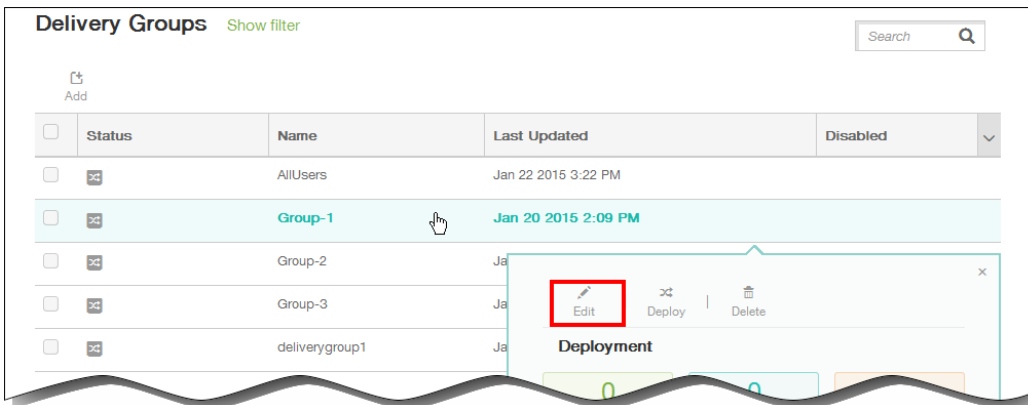 Delivery Groups Show filter
Search
Add
Status Name Last Updated Disabled
AllUsers Jan 22 2015 3:22 PM
Group-1 Jan 20 2015 2:09 PM
Group-2 Ja
Group-3 Ja
deliverygroup1 Ja
Edit Deploy Delete
Deployment
0 0